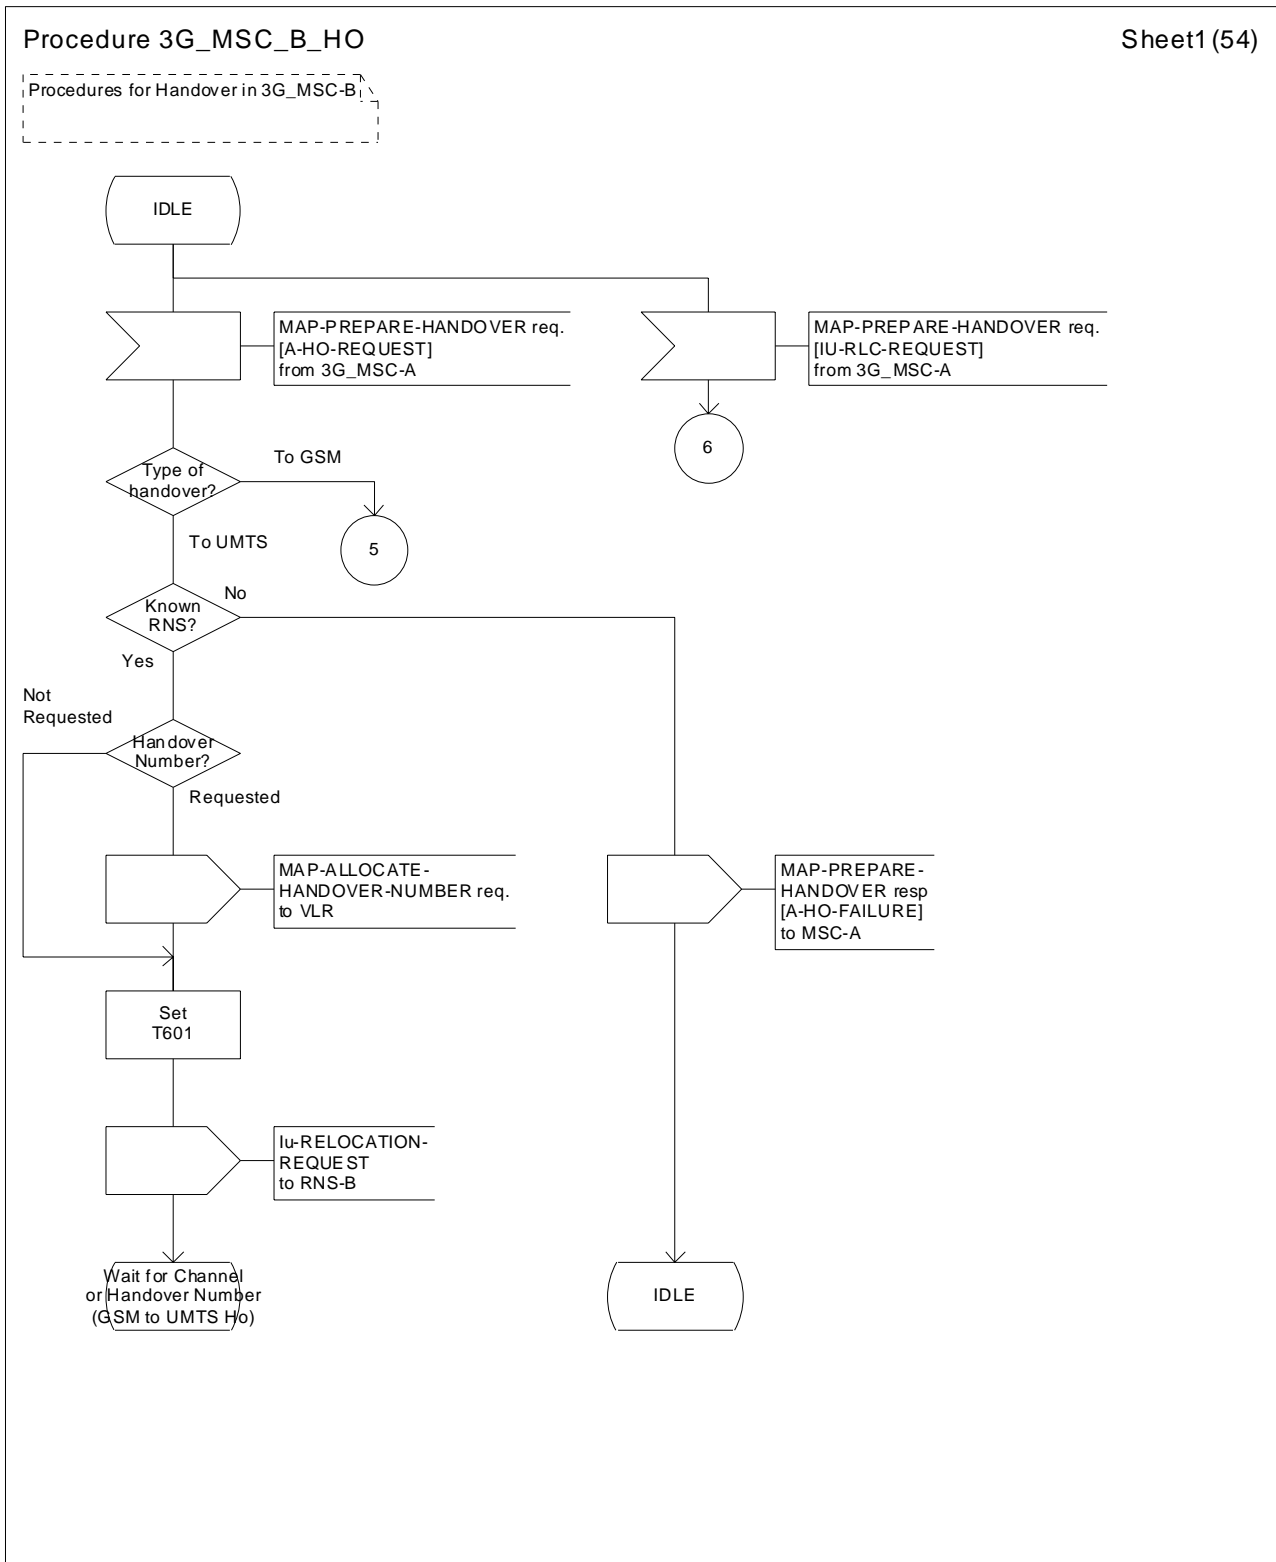 Procedure 3G_MSC_B_HO
Sheet1 (54)
Procedures for Handover in 3G_MSC-B
IDLE
MAP-PREPARE-HANDOVER req.
[A-HO-REQUEST]
from 3G_MSC-A
MAP-PREPARE-HANDOVER req.
[IU-RLC-REQUEST]
from 3G_MSC-A
6
Type of
handover?
To GSM
5
To UMTS
Known
RNS?
No
Yes
Not
Requested
Handover
Number?
Requested
MAP-ALLOCATE-
HANDOVER-NUMBER req.
to VLR
MAP-PREPARE-
HANDOVER resp
[A-HO-FAILURE]
to MSC-A
Set
T601
Iu-RELOCATION-
REQUEST
to RNS-B
Wait for Channel
or Handover Number
(GSM to UMTS Ho)
IDLE